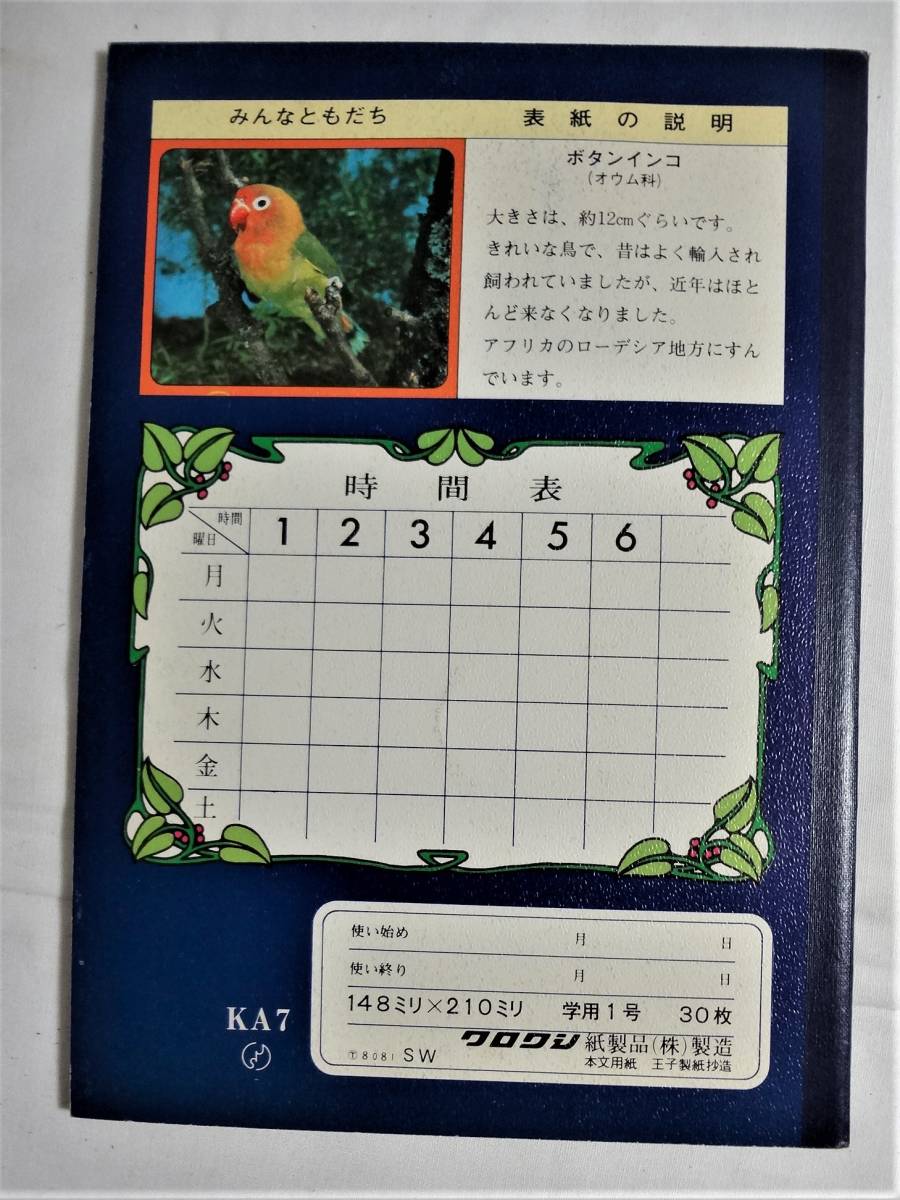 みんなともだち
表紙の説明
ボタンインコ
(オウム科)
大きさは、約12cmぐらいです。
きれいな鳥で、昔はよく輸入され
飼われていましたが、近年はほと
んど来なくなりました。
アフリカのローデシア地方にすん
でいます。
時間表
時間
曜日
1 2 3 4 5 6
月
火
水
木
金
土
使い始め 月 日
使い終り 月 日
148ミリ×210ミリ 学用1号 30枚
クロワシ 紙製品(株)製造
Ⓣ8081 SW 本文用紙 王子製紙抄造
KA7